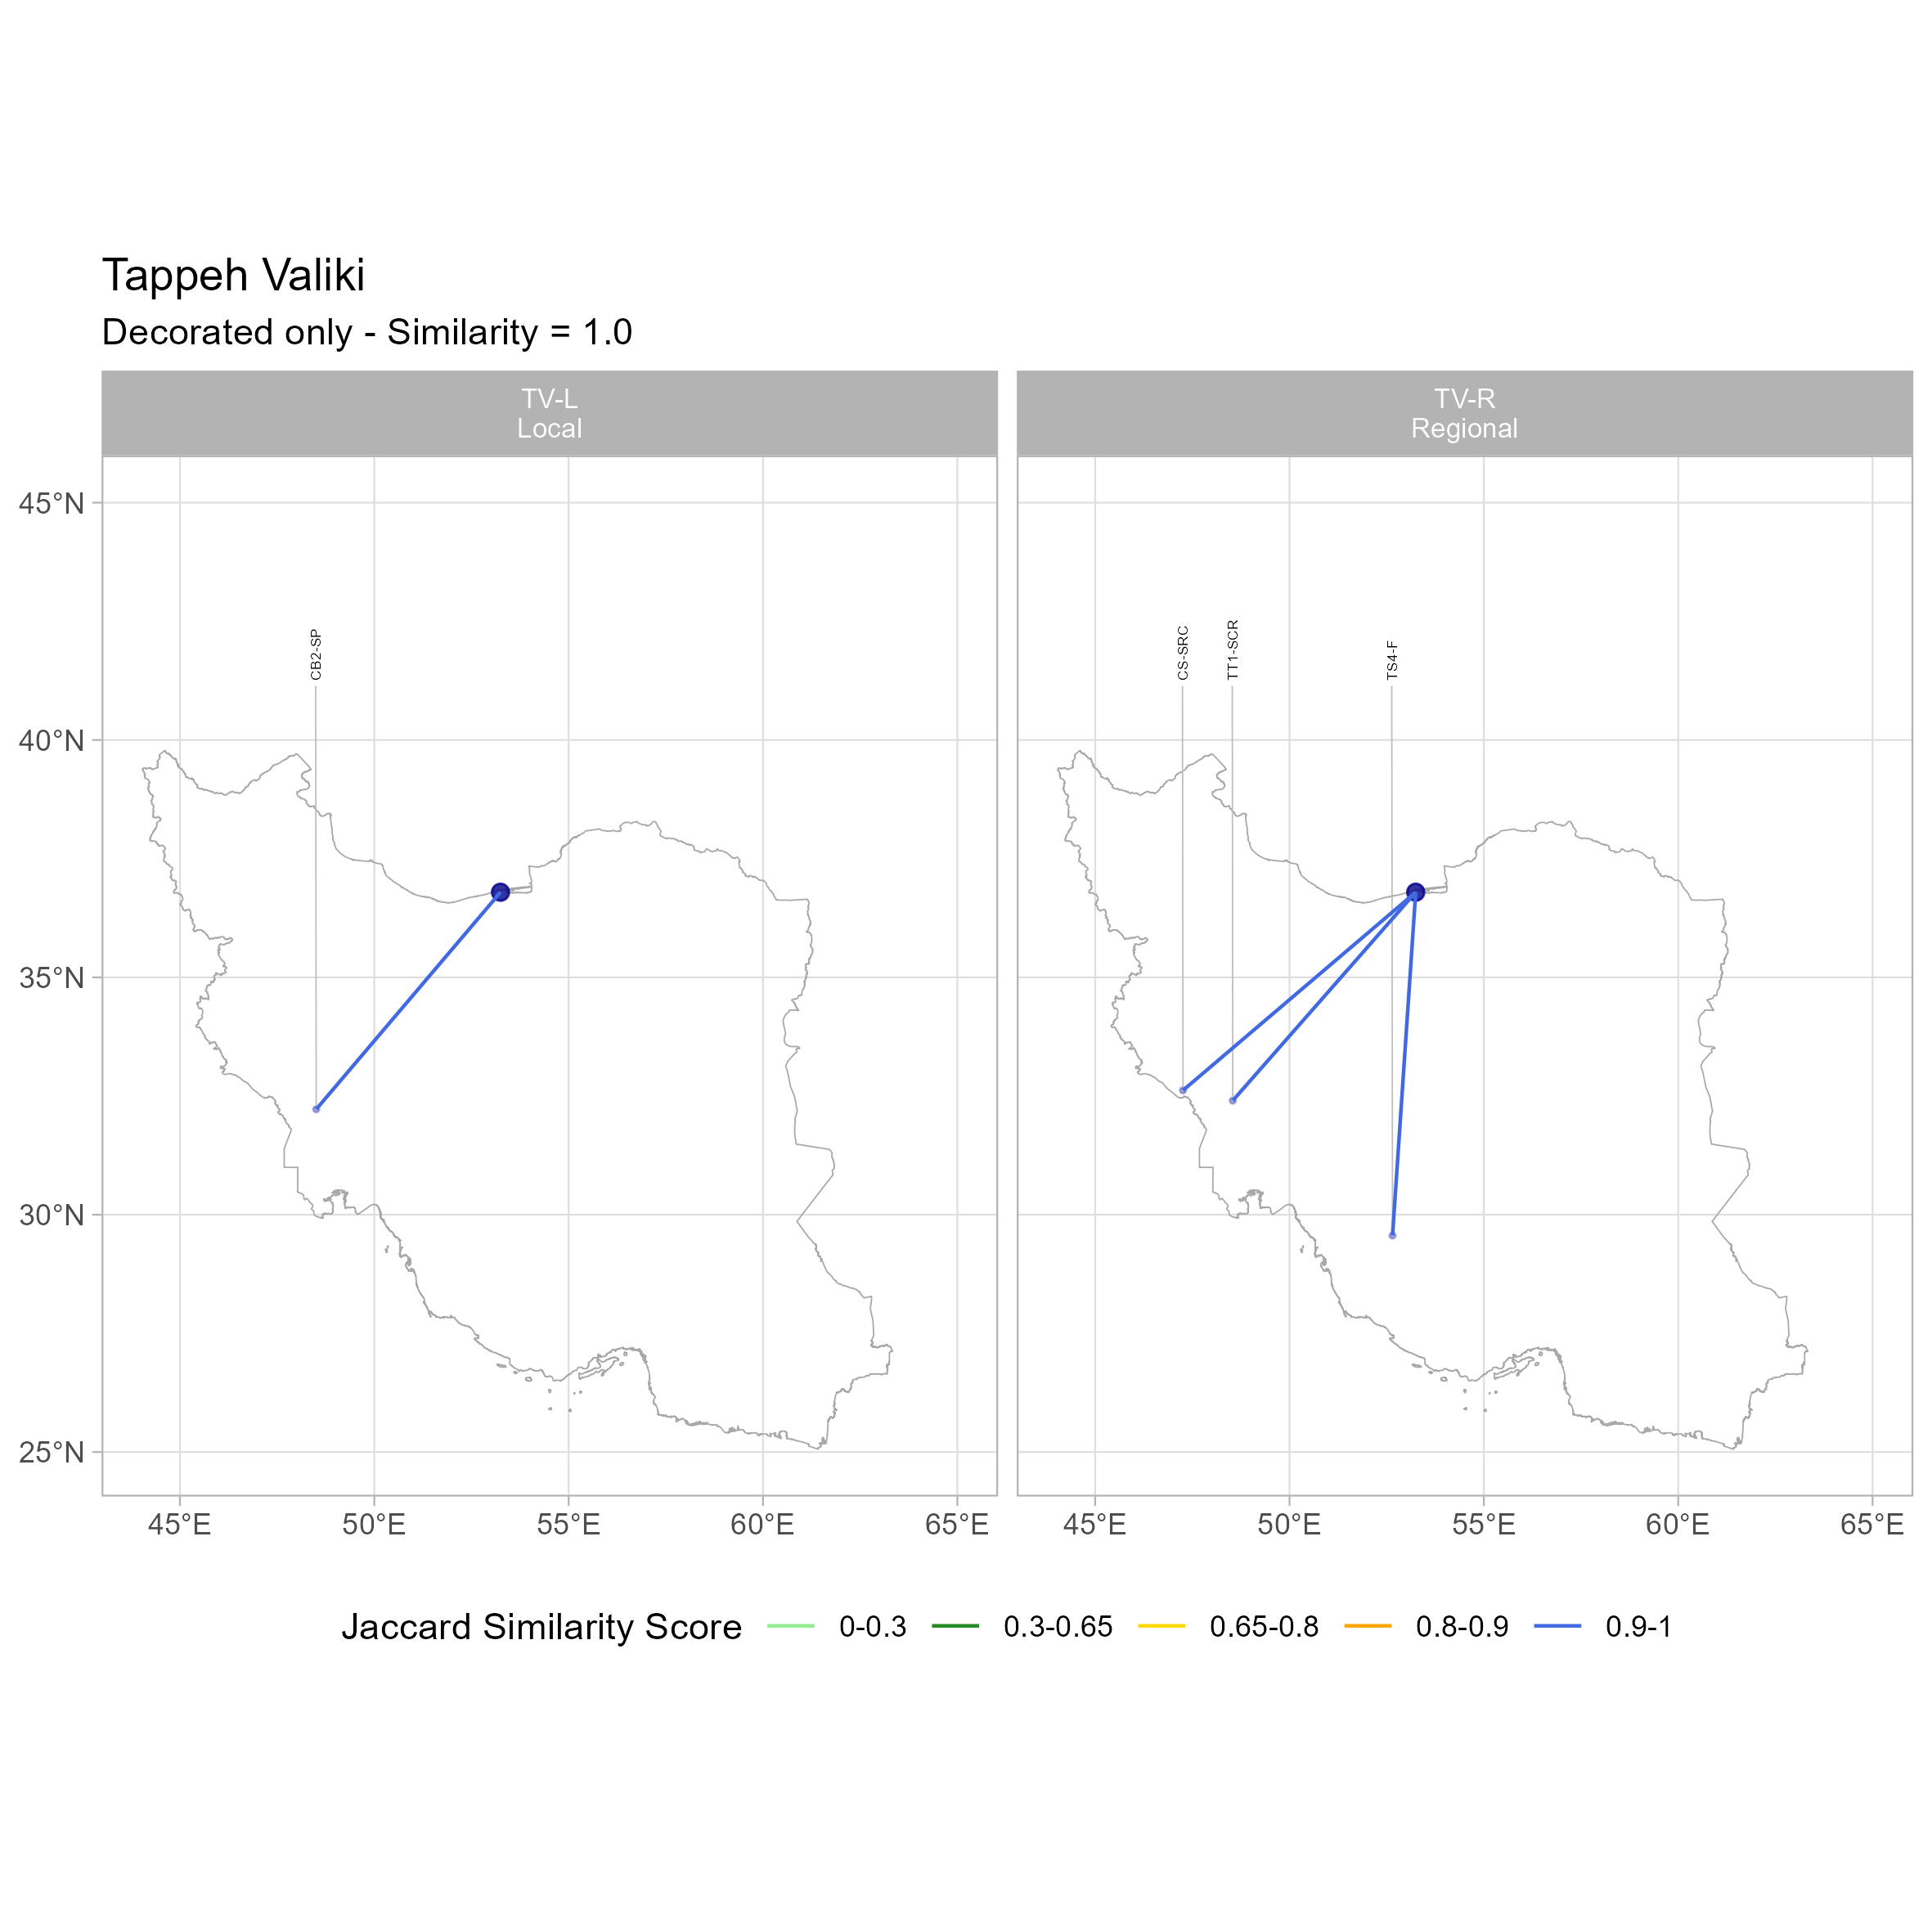 Tappeh Valiki
Decorated only - Similarity = 1.0
TV-L
Local
TV-R
Regional
45°N
40°N
35°N
30°N
25°N
CB2-SP
CS-SRC
TT1-SCR
TS4-F
45°E 50°E 55°E 60°E 65°E
45°E 50°E 55°E 60°E 65°E
Jaccard Similarity Score 0-0.3 0.3-0.65 0.65-0.8 0.8-0.9 0.9-1